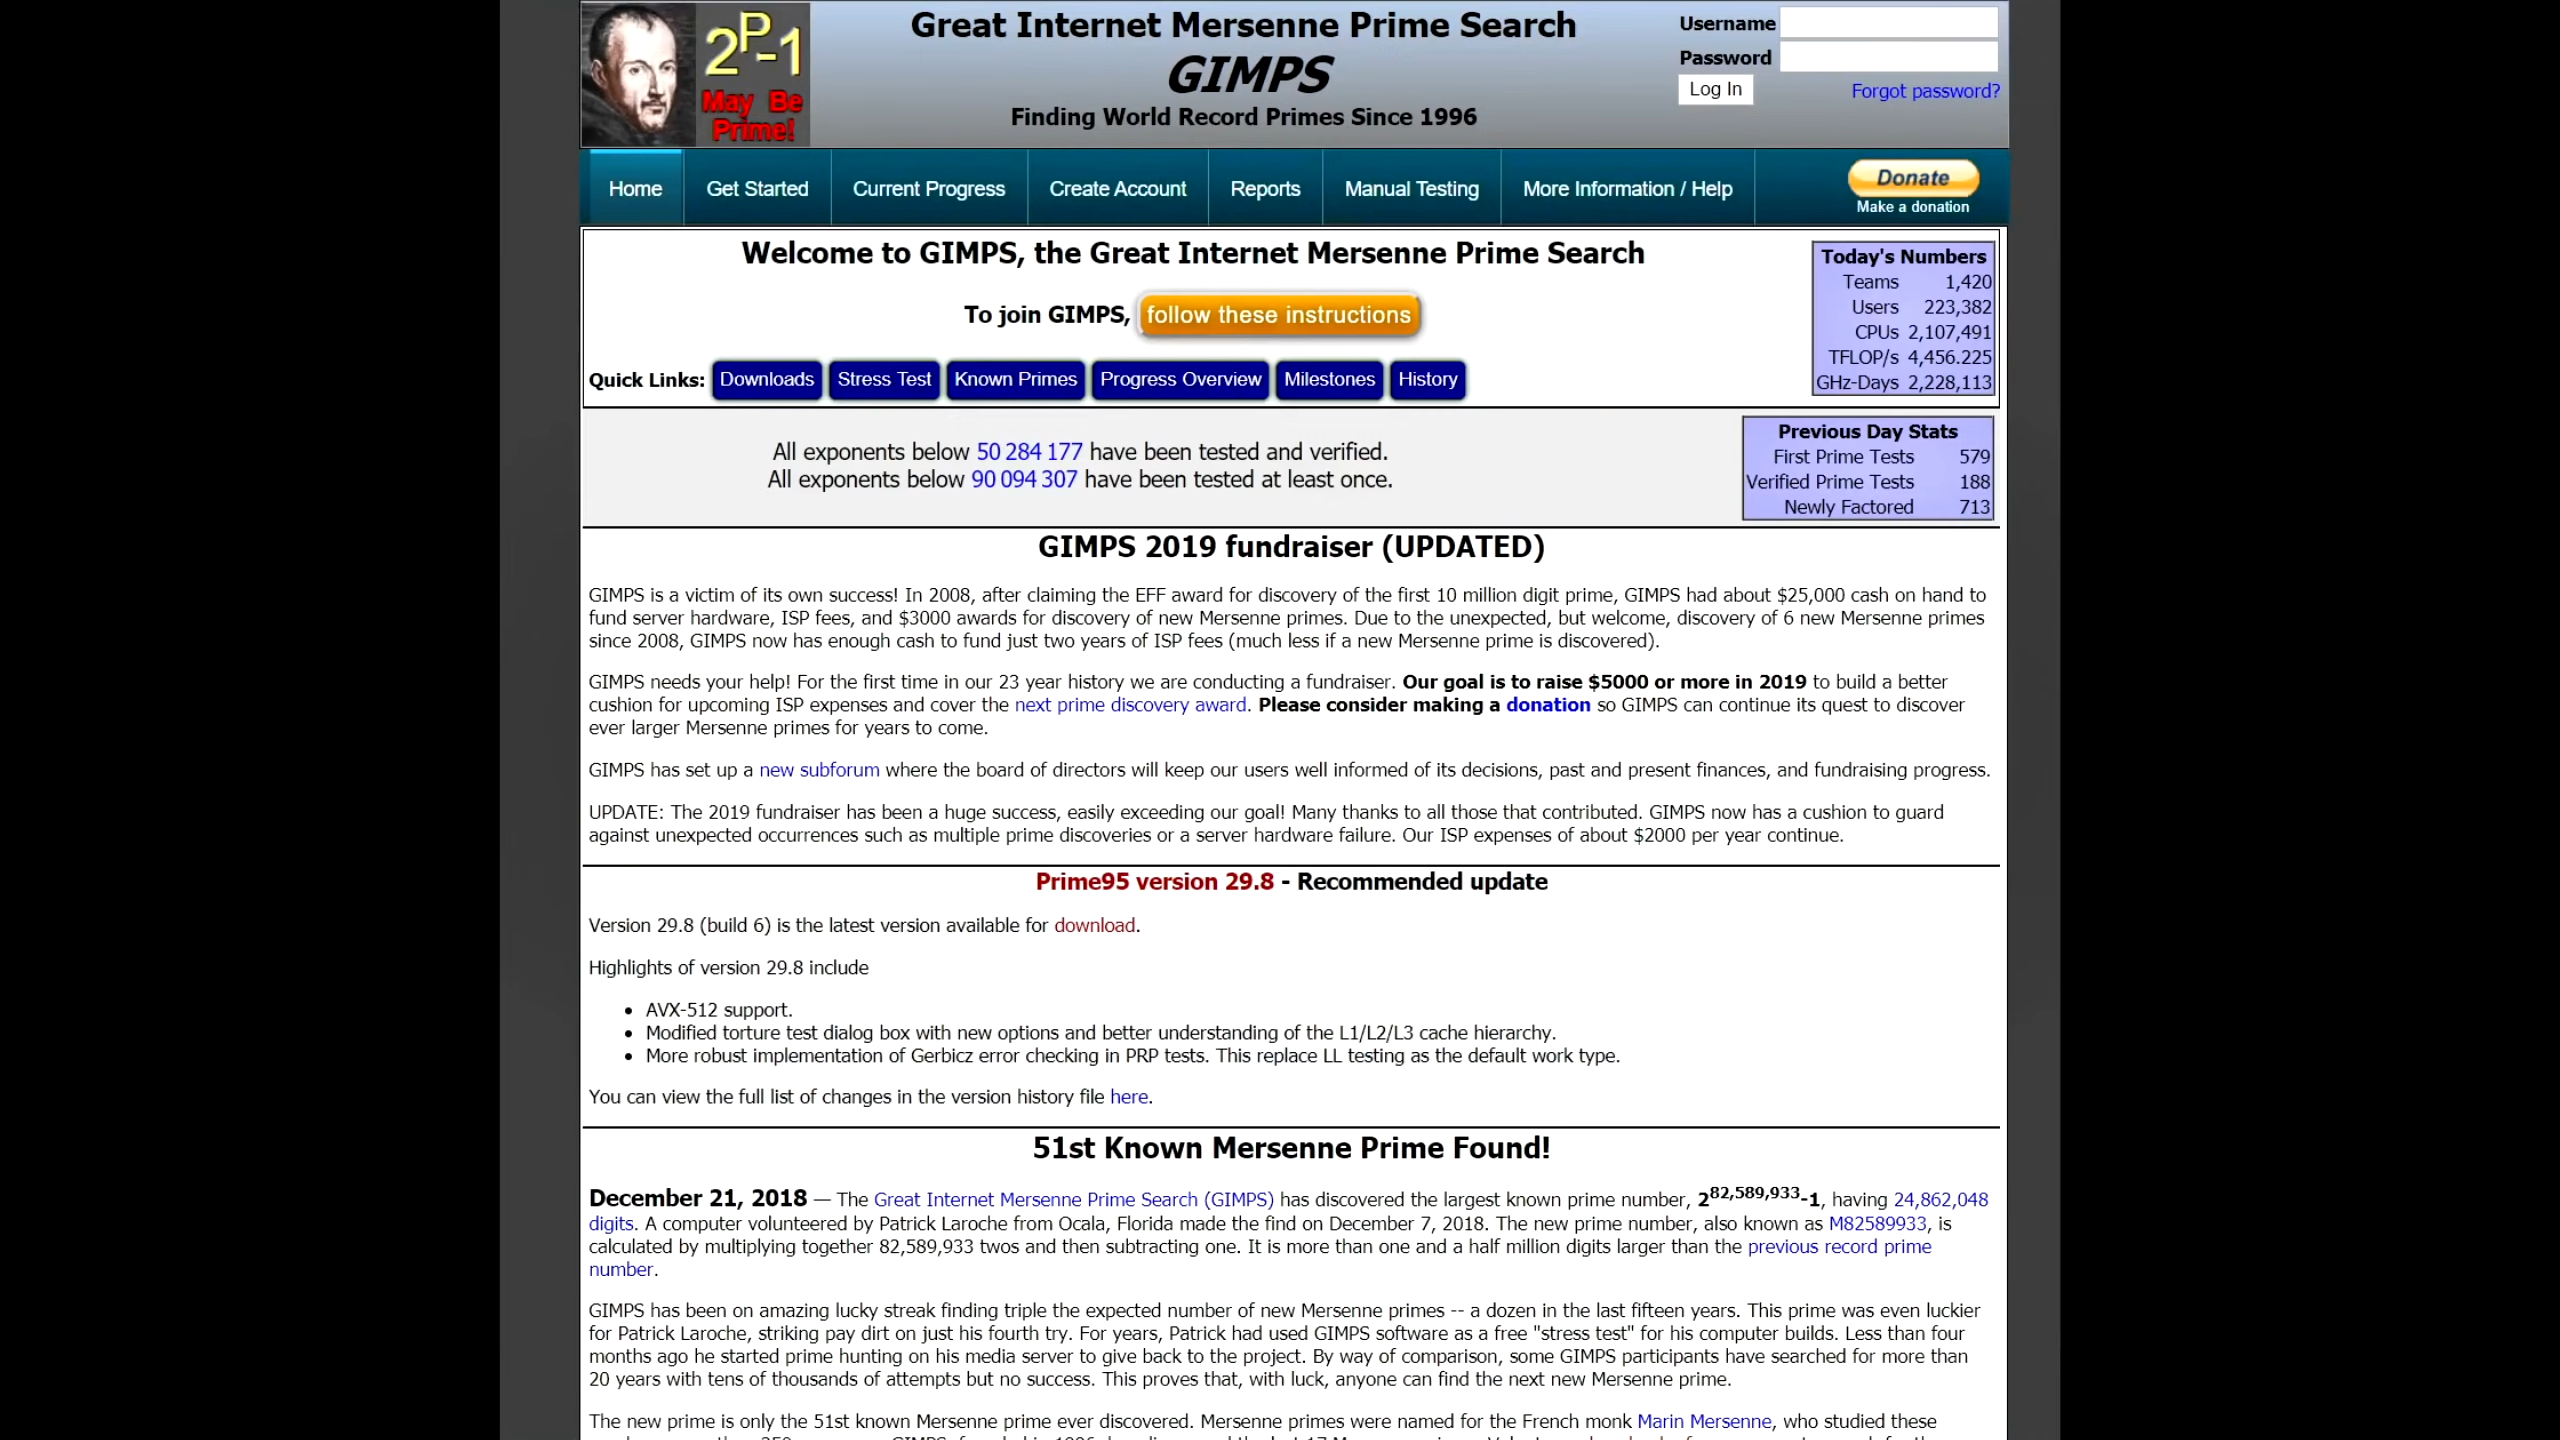 2P-1
May Be
Prime!
Great Internet Mersenne Prime Search
GIMPS
Finding World Record Primes Since 1996
Username
Password
Log In
Forgot password?
Home
Get Started
Current Progress
Create Account
Reports
Manual Testing
More Information / Help
Donate
Make a donation
Welcome to GIMPS, the Great Internet Mersenne Prime Search
To join GIMPS, follow these instructions
Quick Links: Downloads Stress Test Known Primes Progress Overview Milestones History
Today's Numbers
Teams 1,420
Users 223,382
CPUs 2,107,491
TFLOP/s 4,456.225
GHz-Days 2,228,113
All exponents below 50 284 177 have been tested and verified.
All exponents below 90 094 307 have been tested at least once.
Previous Day Stats
First Prime Tests 579
Verified Prime Tests 188
Newly Factored 713
GIMPS 2019 fundraiser (UPDATED)
GIMPS is a victim of its own success! In 2008, after claiming the EFF award for discovery of the first 10 million digit prime, GIMPS had about $25,000 cash on hand to
fund server hardware, ISP fees, and $3000 awards for discovery of new Mersenne primes. Due to the unexpected, but welcome, discovery of 6 new Mersenne primes
since 2008, GIMPS now has enough cash to fund just two years of ISP fees (much less if a new Mersenne prime is discovered).
GIMPS needs your help! For the first time in our 23 year history we are conducting a fundraiser. Our goal is to raise $5000 or more in 2019 to build a better
cushion for upcoming ISP expenses and cover the next prime discovery award. Please consider making a donation so GIMPS can continue its quest to discover
ever larger Mersenne primes for years to come.
GIMPS has set up a new subforum where the board of directors will keep our users well informed of its decisions, past and present finances, and fundraising progress.
UPDATE: The 2019 fundraiser has been a huge success, easily exceeding our goal! Many thanks to all those that contributed. GIMPS now has a cushion to guard
against unexpected occurrences such as multiple prime discoveries or a server hardware failure. Our ISP expenses of about $2000 per year continue.
Prime95 version 29.8 - Recommended update
Version 29.8 (build 6) is the latest version available for download.
Highlights of version 29.8 include
• AVX-512 support.
• Modified torture test dialog box with new options and better understanding of the L1/L2/L3 cache hierarchy.
• More robust implementation of Gerbicz error checking in PRP tests. This replace LL testing as the default work type.
You can view the full list of changes in the version history file here.
51st Known Mersenne Prime Found!
December 21, 2018 — The Great Internet Mersenne Prime Search (GIMPS) has discovered the largest known prime number, 2^82,589,933-1, having 24,862,048
digits. A computer volunteered by Patrick Laroche from Ocala, Florida made the find on December 7, 2018. The new prime number, also known as M82589933, is
calculated by multiplying together 82,589,933 twos and then subtracting one. It is more than one and a half million digits larger than the previous record prime
number.
GIMPS has been on amazing lucky streak finding triple the expected number of new Mersenne primes -- a dozen in the last fifteen years. This prime was even luckier
for Patrick Laroche, striking pay dirt on just his fourth try. For years, Patrick had used GIMPS software as a free "stress test" for his computer builds. Less than four
months ago he started prime hunting on his media server to give back to the project. By way of comparison, some GIMPS participants have searched for more than
20 years with tens of thousands of attempts but no success. This proves that, with luck, anyone can find the next new Mersenne prime.
The new prime is only the 51st known Mersenne prime ever discovered. Mersenne primes were named for the French monk Marin Mersenne, who studied these